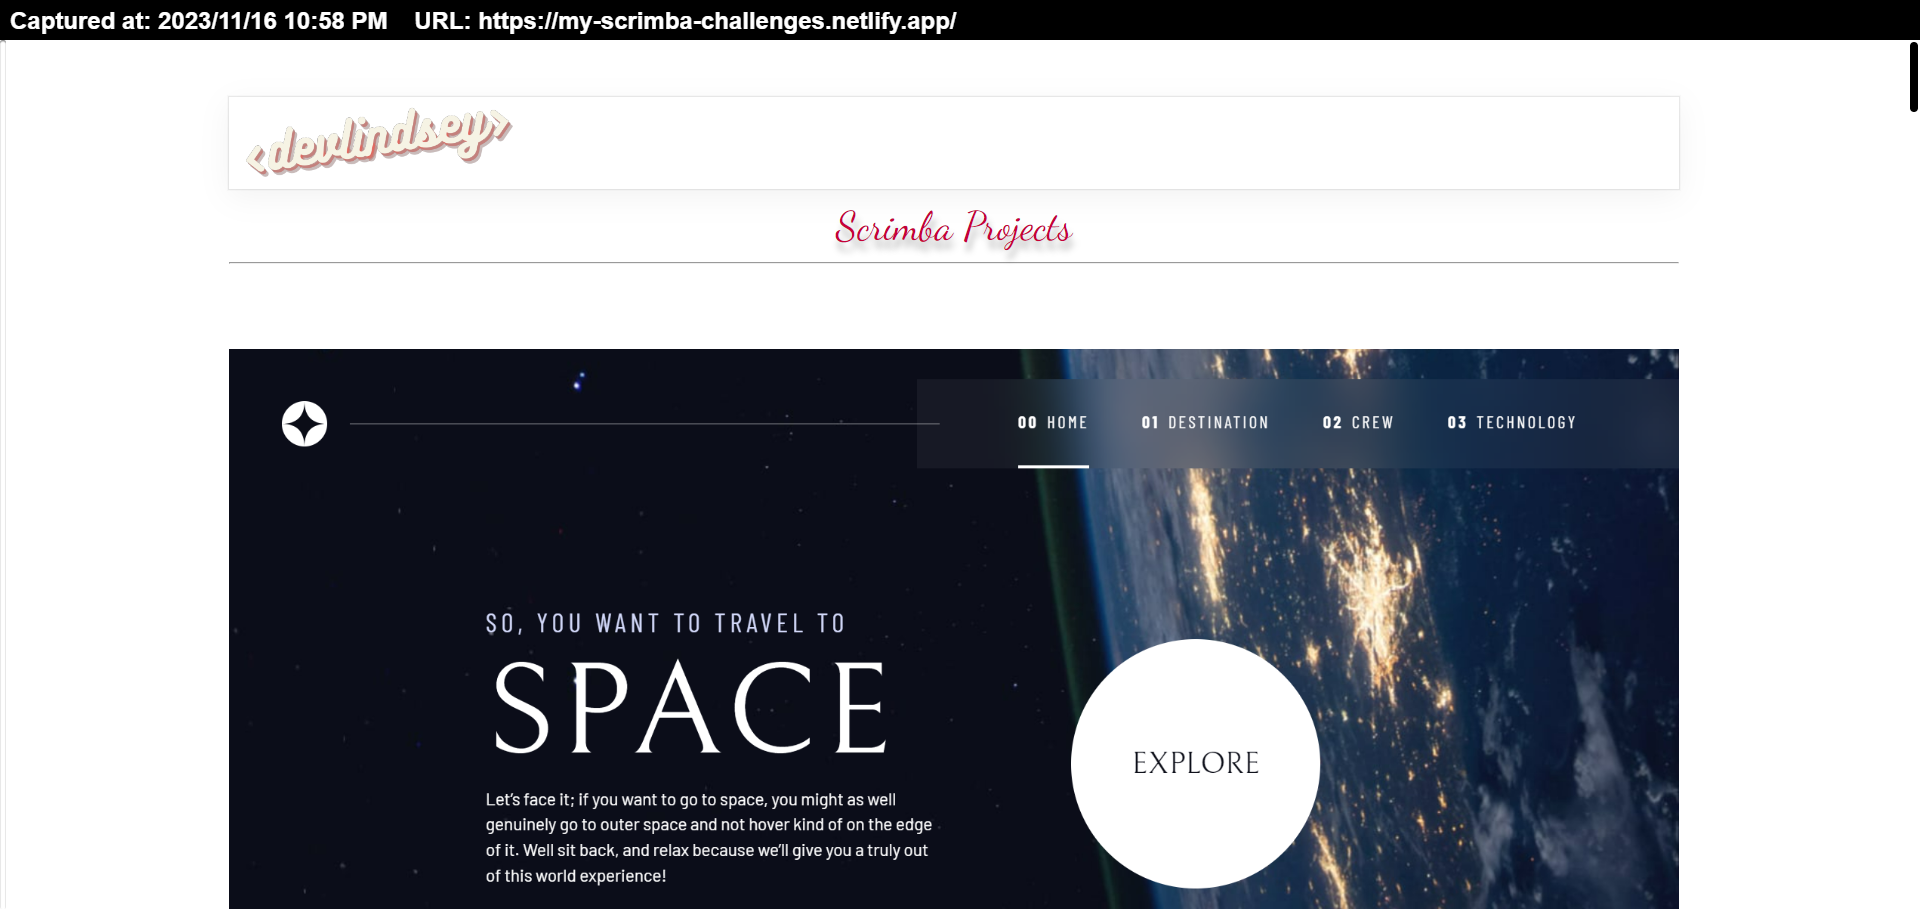 Captured at: 2023/11/16 10:58 PM URL: https://my-scrimba-challenges.netlify.app/
<devlindsey>
Scrimba Projects
00 HOME 01 DESTINATION 02 CREW 03 TECHNOLOGY
SO, YOU WANT TO TRAVEL TO
SPACE
EXPLORE
Let’s face it; if you want to go to space, you might as well
genuinely go to outer space and not hover kind of on the edge
of it. Well sit back, and relax because we’ll give you a truly out
of this world experience!